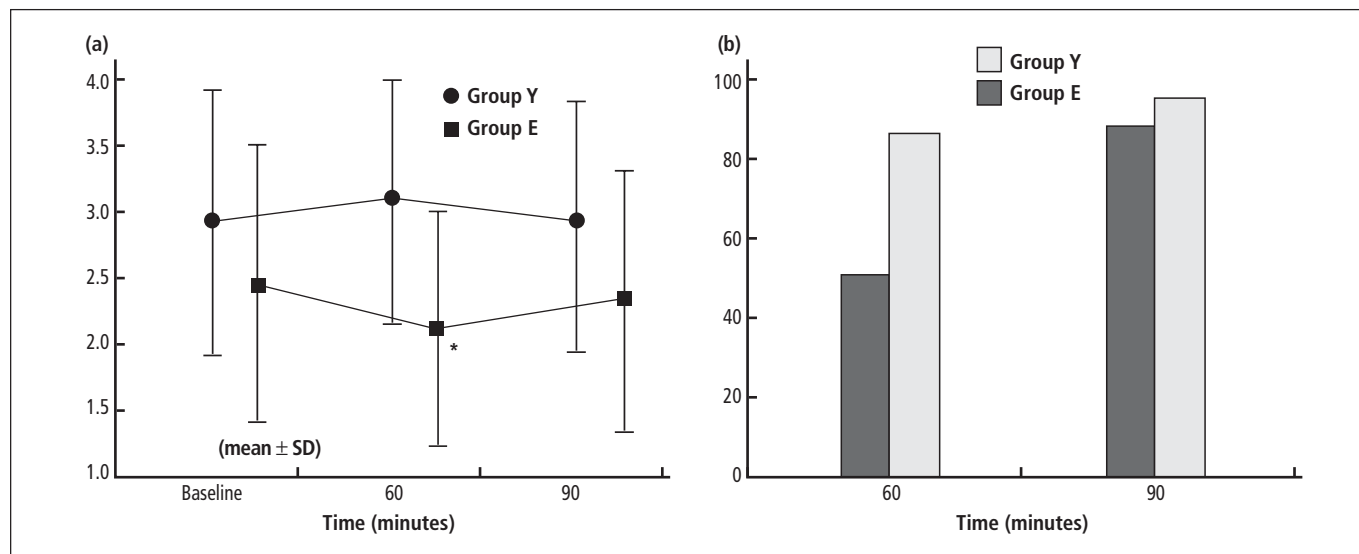 (a)
4.0
3.5
3.0
2.5
2.0
1.5
1.0
Group Y
Group E
*
(mean ± SD)
Baseline 60 90
Time (minutes)
(b)
Group Y
Group E
100
80
60
40
20
0
60 90
Time (minutes)